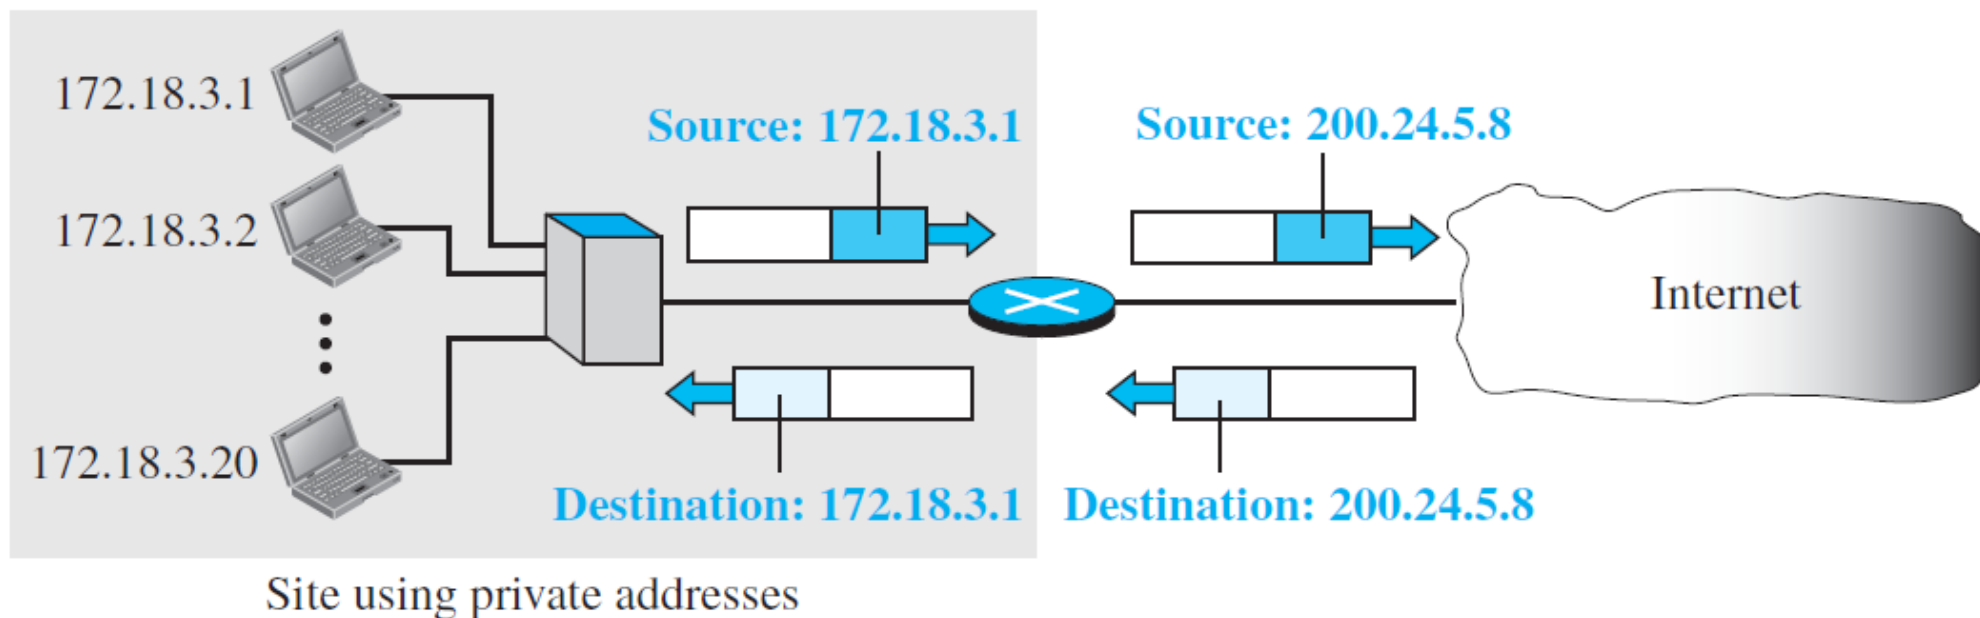 172.18.3.1
Source: 172.18.3.1
Source: 200.24.5.8
172.18.3.2
Internet
172.18.3.20
Destination: 172.18.3.1
Destination: 200.24.5.8
Site using private addresses